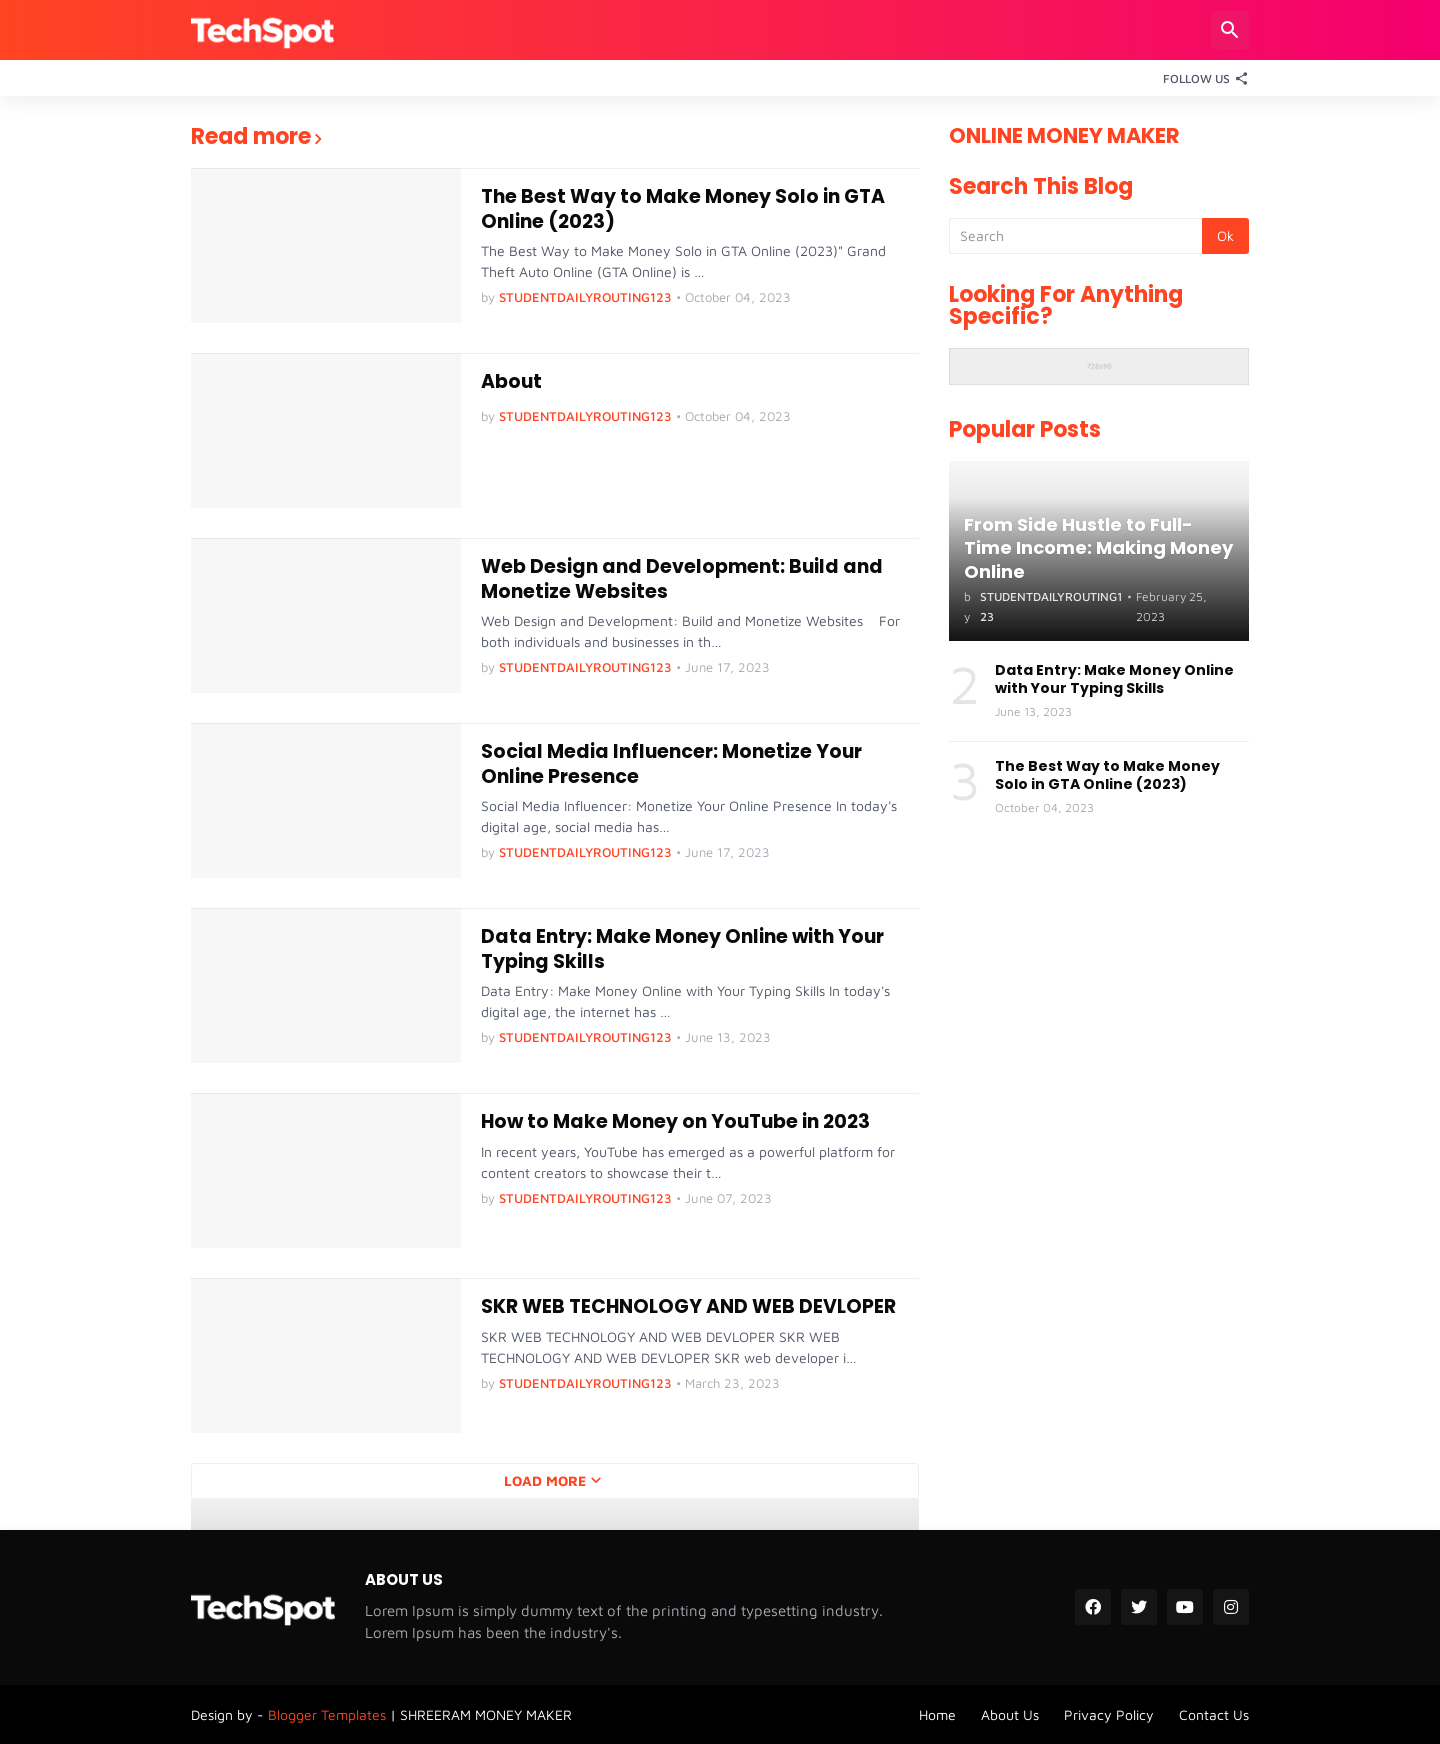 TechSpot
FOLLOW US
Read more
The Best Way to Make Money Solo in GTA
Online (2023)
The Best Way to Make Money Solo in GTA Online (2023)" Grand
Theft Auto Online (GTA Online) is ...
by STUDENTDAILYROUTING123 • October 04, 2023
About
by STUDENTDAILYROUTING123 • October 04, 2023
Web Design and Development: Build and
Monetize Websites
Web Design and Development: Build and Monetize Websites   For
both individuals and businesses in th...
by STUDENTDAILYROUTING123 • June 17, 2023
Social Media Influencer: Monetize Your
Online Presence
Social Media Influencer: Monetize Your Online Presence In today's
digital age, social media has...
by STUDENTDAILYROUTING123 • June 17, 2023
Data Entry: Make Money Online with Your
Typing Skills
Data Entry: Make Money Online with Your Typing Skills In today's
digital age, the internet has ...
by STUDENTDAILYROUTING123 • June 13, 2023
How to Make Money on YouTube in 2023
In recent years, YouTube has emerged as a powerful platform for
content creators to showcase their t...
by STUDENTDAILYROUTING123 • June 07, 2023
SKR WEB TECHNOLOGY AND WEB DEVLOPER
SKR WEB TECHNOLOGY AND WEB DEVLOPER SKR WEB
TECHNOLOGY AND WEB DEVLOPER SKR web developer i...
by STUDENTDAILYROUTING123 • March 23, 2023
LOAD MORE
ONLINE MONEY MAKER
Search This Blog
Search
Ok
Looking For Anything
Specific?
728x90
Popular Posts
From Side Hustle to Full-
Time Income: Making Money
Online
b STUDENTDAILYROUTING1 • February 25,
y 23 2023
2
Data Entry: Make Money Online
with Your Typing Skills
June 13, 2023
3
The Best Way to Make Money
Solo in GTA Online (2023)
October 04, 2023
TechSpot
ABOUT US
Lorem Ipsum is simply dummy text of the printing and typesetting industry.
Lorem Ipsum has been the industry's.
Design by - Blogger Templates | SHREERAM MONEY MAKER
Home
About Us
Privacy Policy
Contact Us